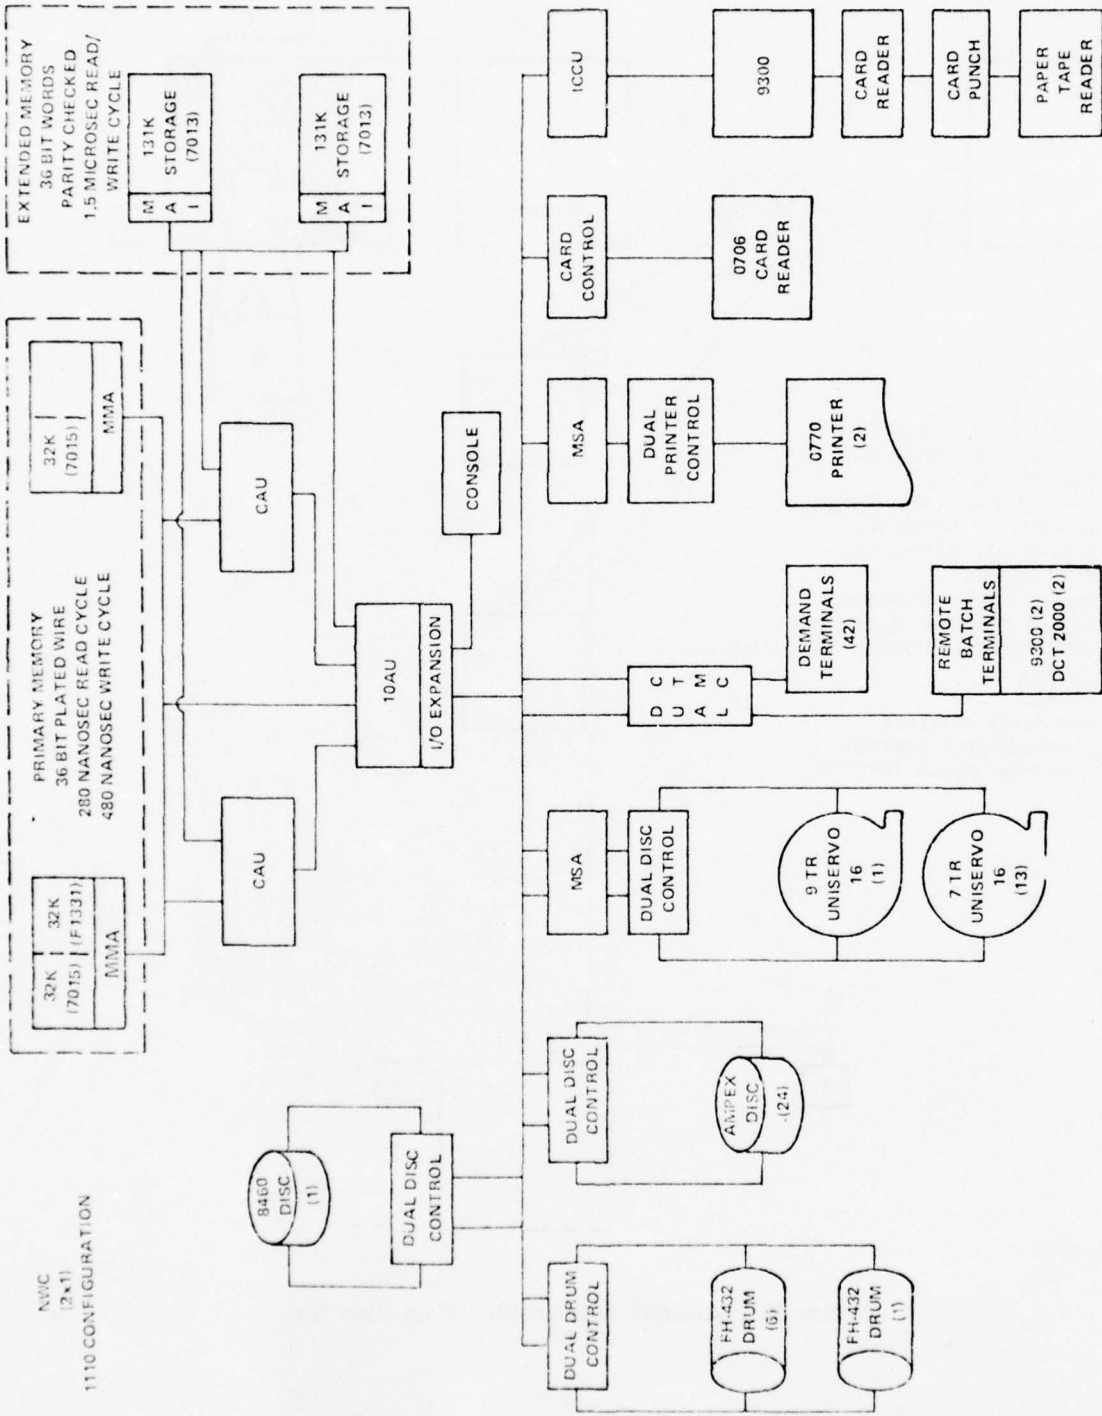 NWC
(2x1)
1110 CONFIGURATION
PRIMARY MEMORY
36 BIT PLATED WIRE
280 NANOSEC READ CYCLE
480 NANOSEC WRITE CYCLE
32K
(7015)
32K
(F1331)
MMA
32K
(7015)
MMA
EXTENDED MEMORY
36 BIT WORDS
PARITY CHECKED
1.5 MICROSEC READ/
WRITE CYCLE
MAI
131K
STORAGE
(7013)
MAI
131K
STORAGE
(7013)
8460
DISC
(1)
DUAL DISC
CONTROL
CAU
CAU
10AU
I/O EXPANSION
CONSOLE
DUAL DRUM
CONTROL
FH-432
DRUM
(6)
FH-432
DRUM
(1)
DUAL DISC
CONTROL
AMPEX
DISC
(24)
MSA
DUAL DISC
CONTROL
9 TR
UNISERVO
16
(1)
7 TR
UNISERVO
16
(13)
D C
U T
A M
L C
DEMAND
TERMINALS
(42)
REMOTE
BATCH
TERMINALS
9300 (2)
DCT 2000 (2)
MSA
DUAL
PRINTER
CONTROL
0770
PRINTER
(2)
CARD
CONTROL
0706
CARD
READER
ICCU
9300
CARD
READER
CARD
PUNCH
PAPER
TAPE
READER